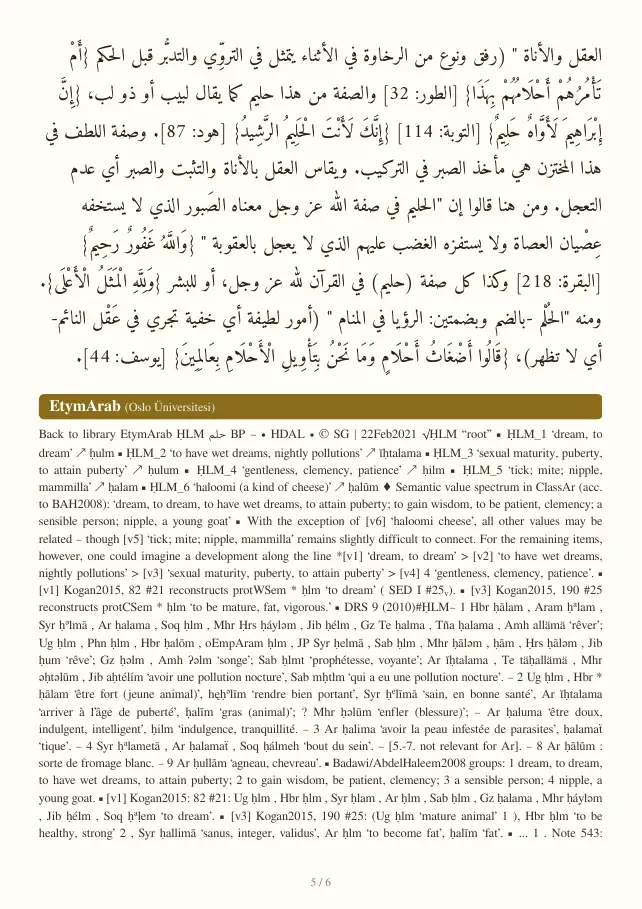 العقل والأناة " (رفق ونوع من الرخاوة في الأثناء يتمثل في التروّي والتدبُّر قبل الحكم {أَمْ
تَأْمُرُهُمْ أَحْلَامُهُمْ بِهَذَا} [الطور: 32] والصفة من هذا حليم كما يقال لبيب أو ذو لب، {إِنَّ
إِبْرَاهِيمَ لَأَوَّاهٌ حَلِيمٌ} [التوبة: 114] {إِنَّكَ لَأَنْتَ الْحَلِيمُ الرَّشِيدُ} [هود: 87]. وصفة اللطف في
هذا المختزن هي مأخذ الصبر في التركيب. ويقاس العقل بالأناة والتثبت والصبر أي عدم
التعجل. ومن هنا قالوا إن "الحليم في صفة الله عز وجل معناه الصَبور الذي لا يستخفه
عِصْيان العصاة ولا يستفزه الغضب عليهم الذي لا يعجل بالعقوبة " {وَاللَّهُ غَفُورٌ رَحِيمٌ}
[البقرة: 218] وكذا كل صفة (حليم) في القرآن لله عز وجل، أو للبشر {وَلِلَّهِ الْمَثَلُ الْأَعْلَى}.
ومنه "الحُلْم -بالضم وبضمتين: الرؤيا في المنام " (أمور لطيفة أي خفية تجري في عَقْل النائم-
أي لا تظهر)، {قَالُوا أَضْغَاثُ أَحْلَامٍ وَمَا نَحْنُ بِتَأْوِيلِ الْأَحْلَامِ بِعَالِمِينَ} [يوسف: 44].
EtymArab (Oslo Üniversitesi)
Back to library EtymArab ḤLM حلم BP – • HDAL • © SG | 22Feb2021 √ḤLM “root” ▪ ḤLM_1 ‘dream, to
dream’ ↗ ḥulm ▪ ḤLM_2 ‘to have wet dreams, nightly pollutions’ ↗ ĭḥtalama ▪ ḤLM_3 ‘sexual maturity, puberty,
to attain puberty’ ↗ ḥulum ▪ ḤLM_4 ‘gentleness, clemency, patience’ ↗ ḥilm ▪ ḤLM_5 ‘tick; mite; nipple,
mammilla’ ↗ ḥalam ▪ ḤLM_6 ‘haloomi (a kind of cheese)’ ↗ ḥalūm ♦ Semantic value spectrum in ClassAr (acc.
to BAH2008): ‘dream, to dream, to have wet dreams, to attain puberty; to gain wisdom, to be patient, clemency; a
sensible person; nipple, a young goat’ ▪ With the exception of [v6] ‘haloomi cheese’, all other values may be
related – though [v5] ‘tick; mite; nipple, mammilla’ remains slightly difficult to connect. For the remaining items,
however, one could imagine a development along the line *[v1] ‘dream, to dream’ > [v2] ‘to have wet dreams,
nightly pollutions’ > [v3] ‘sexual maturity, puberty, to attain puberty’ > [v4] 4 ‘gentleness, clemency, patience’. ▪
[v1] Kogan2015, 82 #21 reconstructs protWSem * ḥlm ‘to dream’ ( SED I #25ᵥ). ▪ [v3] Kogan2015, 190 #25
reconstructs protCSem * ḥlm ‘to be mature, fat, vigorous.’ ▪ DRS 9 (2010)#ḤLM– 1 Hbr ḥālam , Aram ḥᵃlam ,
Syr ḥᵃlmā , Ar ḥalama , Soq ḥlm , Mhr Ḥrs ḥáyləm , Jib ḥélm , Gz Te ḥalma , Tña ḥalama , Amh allämä ‘rêver’;
Ug ḥlm , Phn ḥlm , Hbr ḥalōm , oEmpAram ḥlm , JP Syr ḥelmā , Sab ḥlm , Mhr ḥāləm , ḥām , Ḥrs ḥāləm , Jib
ḥum ‘rêve’; Gz ḥəlm , Amh ʔəlm ‘songe’; Sab ḥlmt ‘prophétesse, voyante’; Ar ĭḥtalama , Te täḥallämä , Mhr
əḥtəlūm , Jib aḥtélím ‘avoir une pollution nocturne’, Sab mḥtlm ‘qui a eu une pollution nocturne’. – 2 Ug ḥlm , Hbr *
ḥālam ‘être fort (jeune animal)’, hęḥᵉlīm ‘rendre bien portant’, Syr ḥᵃlīmā ‘sain, en bonne santé’, Ar ĭḥtalama
‘arriver à l’âge de puberté’, ḥalīm ‘gras (animal)’; ? Mhr ḥəlūm ‘enfler (blessure)’; – Ar ḥaluma ‘être doux,
indulgent, intelligent’, ḥilm ‘indulgence, tranquillité. – 3 Ar ḥalima ‘avoir la peau infestée de parasites’, ḥalamaẗ
‘tique’. – 4 Syr ḥᵃlametā , Ar ḥalamaẗ , Soq ḥálmeh ‘bout du sein’. – [5.-7. not relevant for Ar]. – 8 Ar ḥālūm :
sorte de fromage blanc. – 9 Ar ḥullām ‘agneau, chevreau’. ▪ Badawi/AbdelHaleem2008 groups: 1 dream, to dream,
to have wet dreams, to attain puberty; 2 to gain wisdom, be patient, clemency; 3 a sensible person; 4 nipple, a
young goat. ▪ [v1] Kogan2015: 82 #21: Ug ḥlm , Hbr ḥlm , Syr ḥlam , Ar ḥlm , Sab ḥlm , Gz ḥalama , Mhr ḥáyləm
, Jib ḥélm , Soq ḥᵃlem ‘to dream’. ▪ [v3] Kogan2015, 190 #25: (Ug ḥlm ‘mature animal’ 1 ), Hbr ḥlm ‘to be
healthy, strong’ 2 , Syr ḥallimā ‘sanus, integer, validus’, Ar ḥlm ‘to become fat’, ḥalīm ‘fat’. ▪ ... 1 . Note 543:
5 / 6